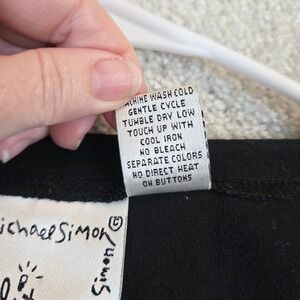 MACHINE WASH COLD
GENTLE CYCLE
TUMBLE DRY LOW
TOUCH UP WITH
COOL IRON
NO BLEACH
SEPARATE COLORS
NO DIRECT HEAT
ON BUTTONS
ichael Simon
©
Simon